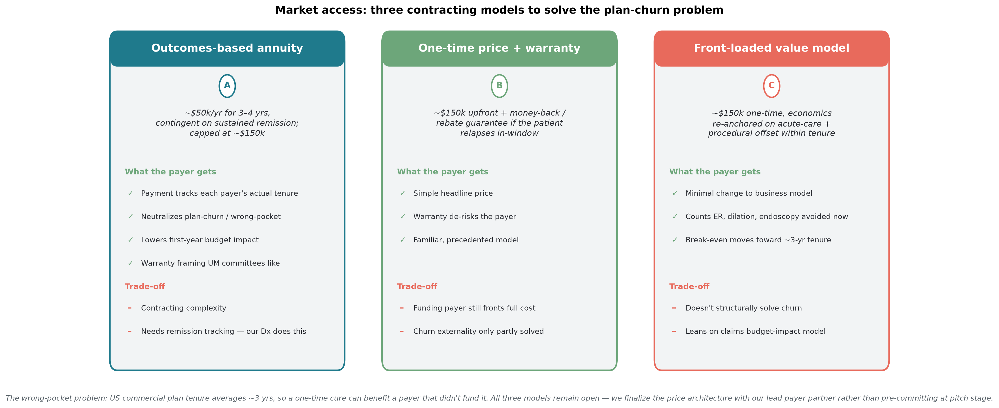 Market access: three contracting models to solve the plan-churn problem
Outcomes-based annuity
A
~$50k/yr for 3–4 yrs,
contingent on sustained remission;
capped at ~$150k
What the payer gets
✓ Payment tracks each payer's actual tenure
✓ Neutralizes plan-churn / wrong-pocket
✓ Lowers first-year budget impact
✓ Warranty framing UM committees like
Trade-off
– Contracting complexity
– Needs remission tracking — our Dx does this
One-time price + warranty
B
~$150k upfront + money-back /
rebate guarantee if the patient
relapses in-window
What the payer gets
✓ Simple headline price
✓ Warranty de-risks the payer
✓ Familiar, precedented model
Trade-off
– Funding payer still fronts full cost
– Churn externality only partly solved
Front-loaded value model
C
~$150k one-time, economics
re-anchored on acute-care +
procedural offset within tenure
What the payer gets
✓ Minimal change to business model
✓ Counts ER, dilation, endoscopy avoided now
✓ Break-even moves toward ~3-yr tenure
Trade-off
– Doesn't structurally solve churn
– Leans on claims budget-impact model
The wrong-pocket problem: US commercial plan tenure averages ~3 yrs, so a one-time cure can benefit a payer that didn't fund it. All three models remain open — we finalize the price architecture with our lead payer partner rather than pre-committing at pitch stage.